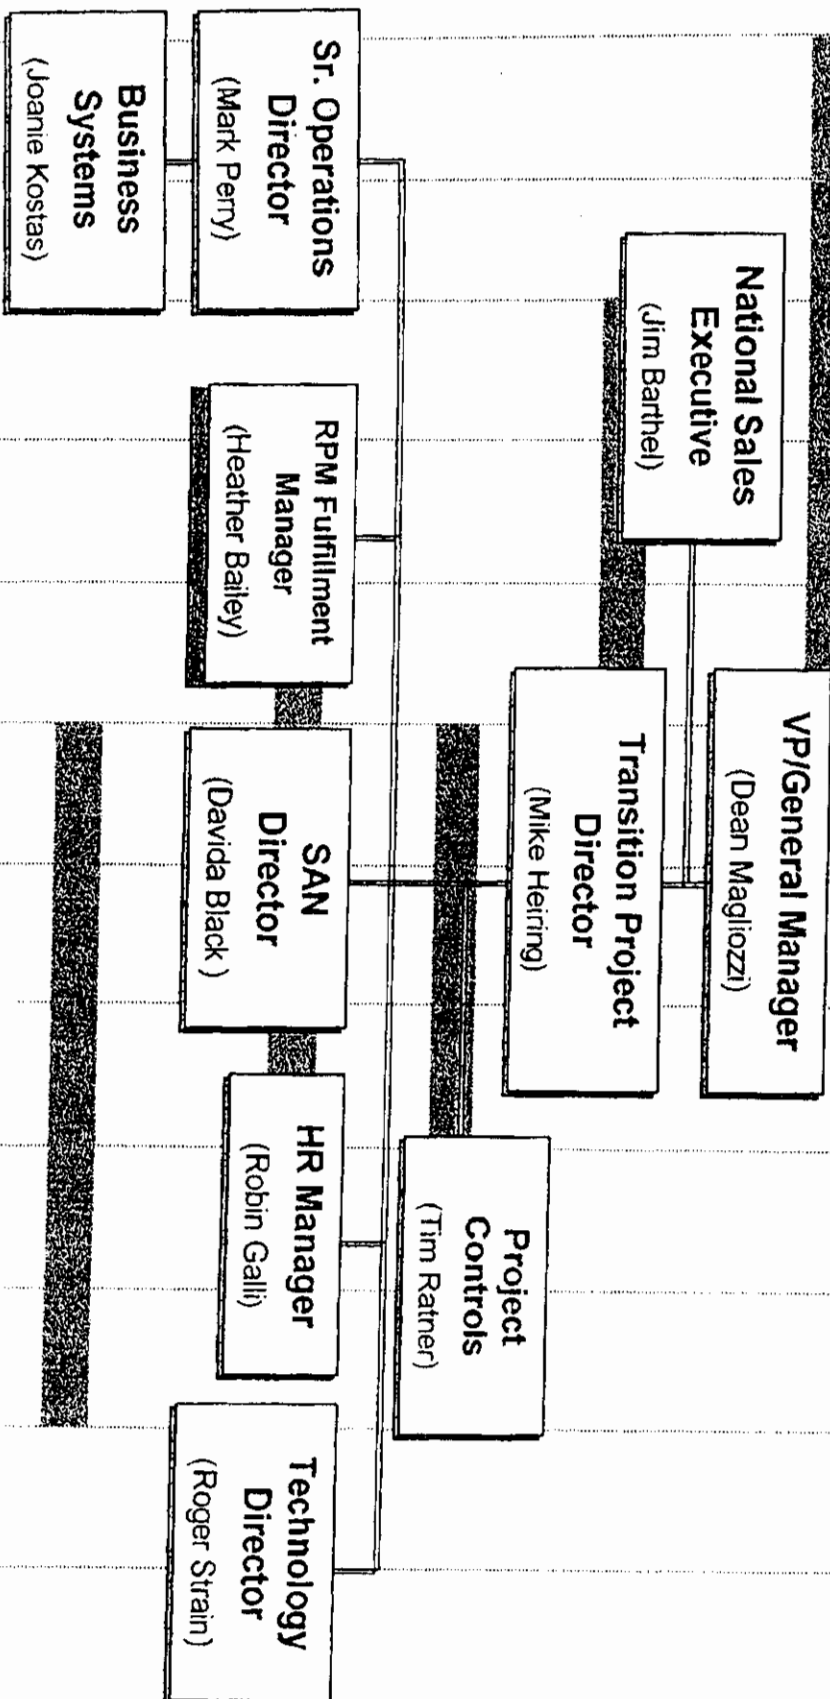 VP/General Manager
(Dean Magliozzi)
National Sales
Executive
(Jim Barthel)
Transition Project
Director
(Mike Heiring)
Project
Controls
(Tim Ratner)
Sr. Operations
Director
(Mark Perry)
RPM Fulfillment
Manager
(Heather Bailey)
SAN
Director
(Davida Black )
HR Manager
(Robin Galli)
Technology
Director
(Roger Strain)
Business
Systems
(Joanie Kostas)